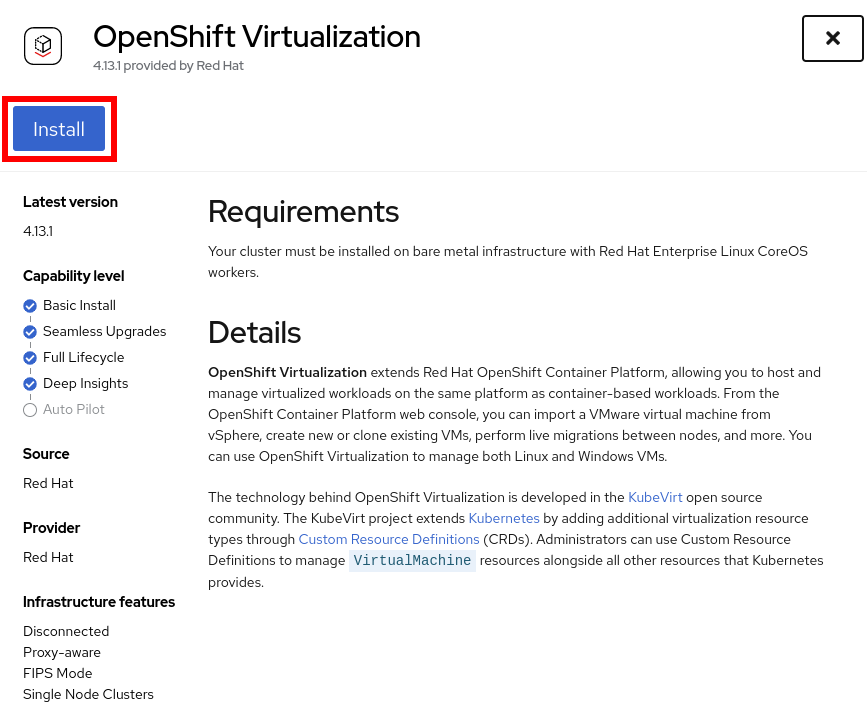 OpenShift Virtualization
4.13.1 provided by Red Hat
Install
Latest version
4.13.1
Capability level
Basic Install
Seamless Upgrades
Full Lifecycle
Deep Insights
Auto Pilot
Source
Red Hat
Provider
Red Hat
Infrastructure features
Disconnected
Proxy-aware
FIPS Mode
Single Node Clusters
Requirements
Your cluster must be installed on bare metal infrastructure with Red Hat Enterprise Linux CoreOS
workers.
Details
OpenShift Virtualization extends Red Hat OpenShift Container Platform, allowing you to host and
manage virtualized workloads on the same platform as container-based workloads. From the
OpenShift Container Platform web console, you can import a VMware virtual machine from
vSphere, create new or clone existing VMs, perform live migrations between nodes, and more. You
can use OpenShift Virtualization to manage both Linux and Windows VMs.
The technology behind OpenShift Virtualization is developed in the KubeVirt open source
community. The KubeVirt project extends Kubernetes by adding additional virtualization resource
types through Custom Resource Definitions (CRDs). Administrators can use Custom Resource
Definitions to manage VirtualMachine resources alongside all other resources that Kubernetes
provides.